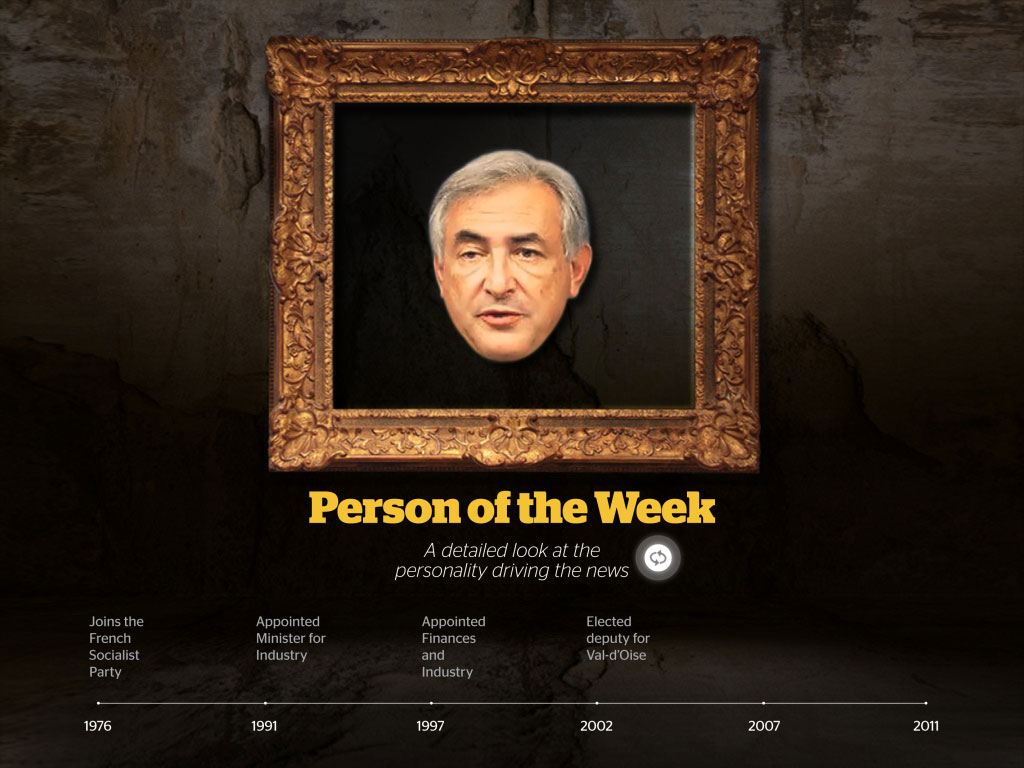 Person of the Week
A detailed look at the
personality driving the news
Joins the
French
Socialist
Party
Appointed
Minister for
Industry
Appointed
Finances
and
Industry
Elected
deputy for
Val-d'Oise
1976
1991
1997
2002
2007
2011